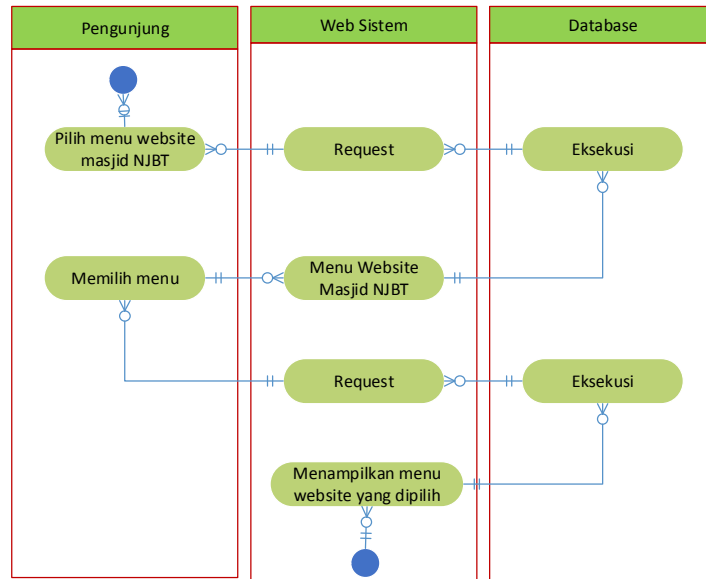 Pengunjung
Web Sistem
Database
Pilih menu website
masjid NJBT
Request
Eksekusi
Memilih menu
Menu Website
Masjid NJBT
Request
Eksekusi
Menampilkan menu
website yang dipilih